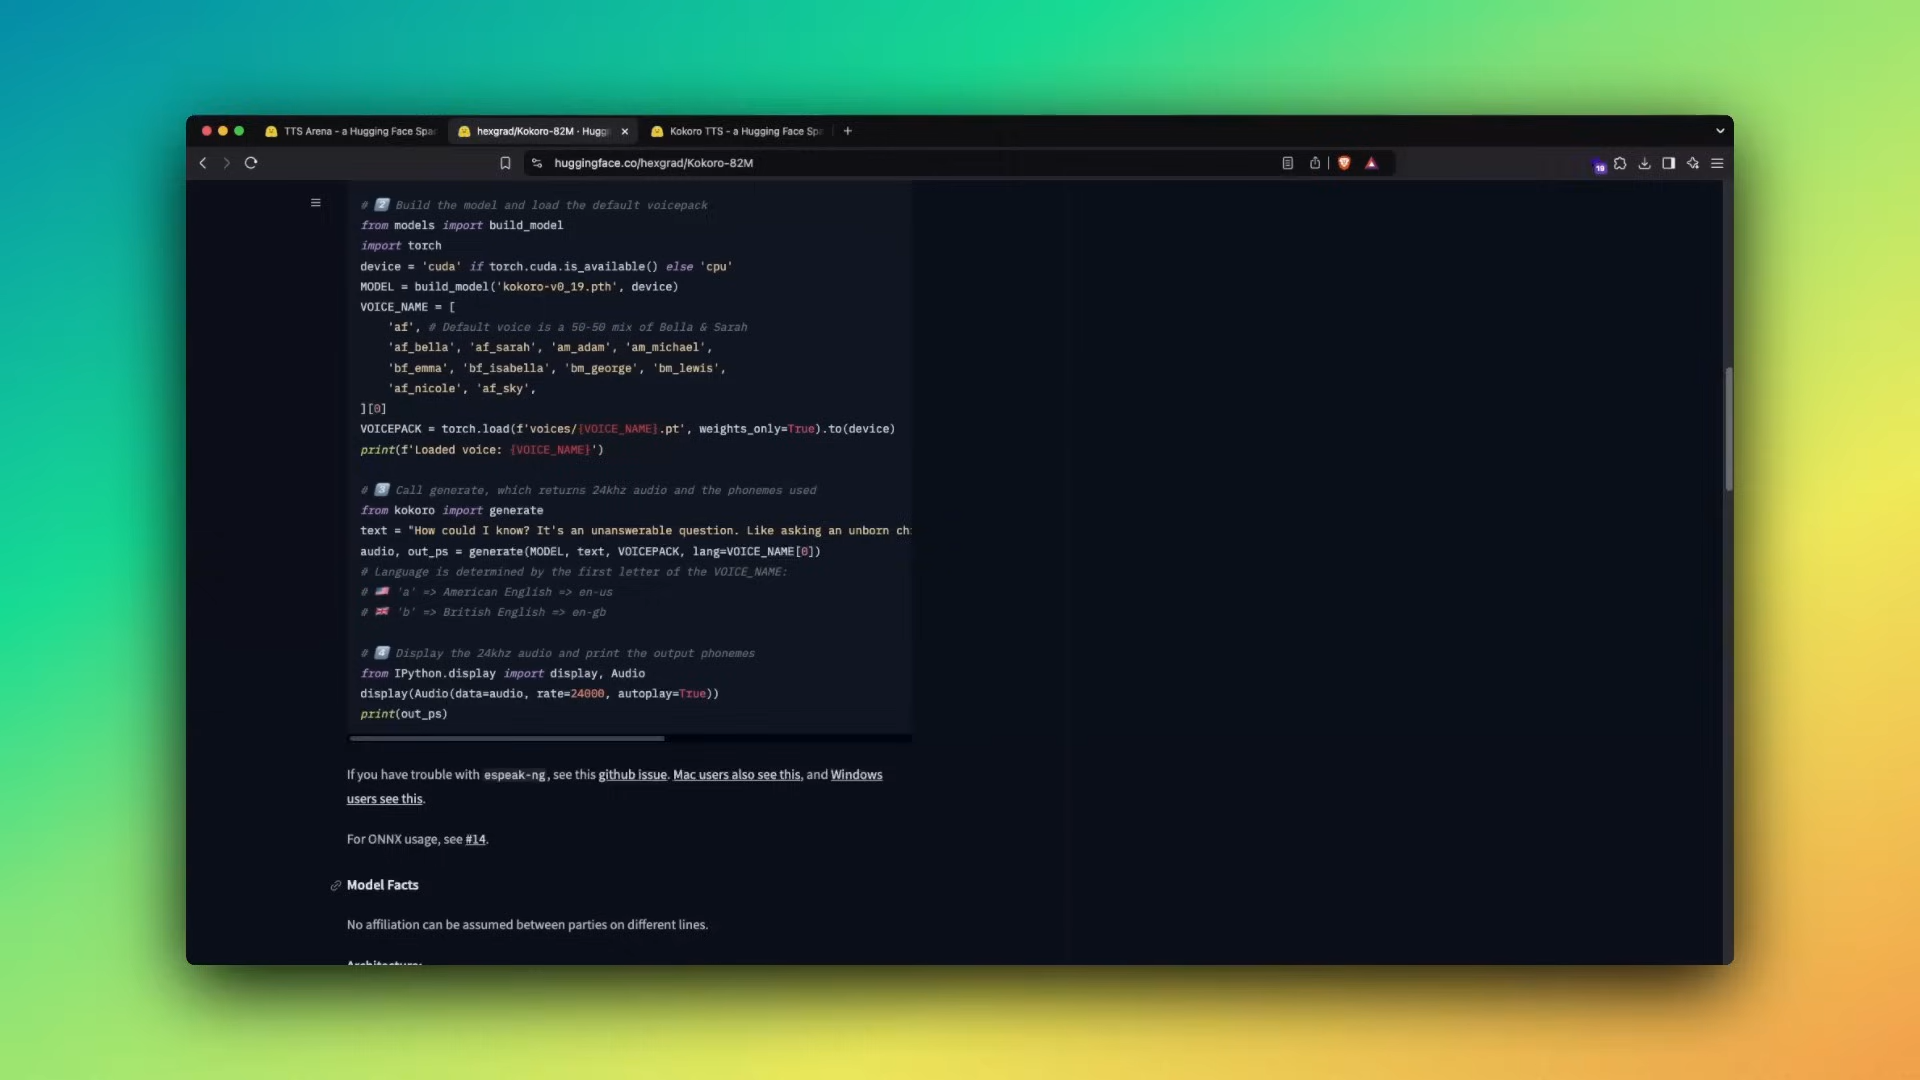 TTS Arena - a Hugging Face Spa
hexgrad/Kokoro-82M · Huggi
Kokoro TTS - a Hugging Face Sp
huggingface.co/hexgrad/Kokoro-82M
19
# 2️⃣ Build the model and load the default voicepack
from models import build_model
import torch
device = 'cuda' if torch.cuda.is_available() else 'cpu'
MODEL = build_model('kokoro-v0_19.pth', device)
VOICE_NAME = [
'af', # Default voice is a 50-50 mix of Bella & Sarah
'af_bella', 'af_sarah', 'am_adam', 'am_michael',
'bf_emma', 'bf_isabella', 'bm_george', 'bm_lewis',
'af_nicole', 'af_sky',
][0]
VOICEPACK = torch.load(f'voices/{VOICE_NAME}.pt', weights_only=True).to(device)
print(f'Loaded voice: {VOICE_NAME}')
# 3️⃣ Call generate, which returns 24khz audio and the phonemes used
from kokoro import generate
text = "How could I know? It's an unanswerable question. Like asking an unborn ch
audio, out_ps = generate(MODEL, text, VOICEPACK, lang=VOICE_NAME[0])
# Language is determined by the first letter of the VOICE_NAME:
# 🇺🇸 'a' => American English => en-us
# 🇬🇧 'b' => British English => en-gb
# 4️⃣ Display the 24khz audio and print the output phonemes
from IPython.display import display, Audio
display(Audio(data=audio, rate=24000, autoplay=True))
print(out_ps)
If you have trouble with espeak-ng, see this github issue. Mac users also see this, and Windows
users see this.
For ONNX usage, see #14.
Model Facts
No affiliation can be assumed between parties on different lines.
Architecture: